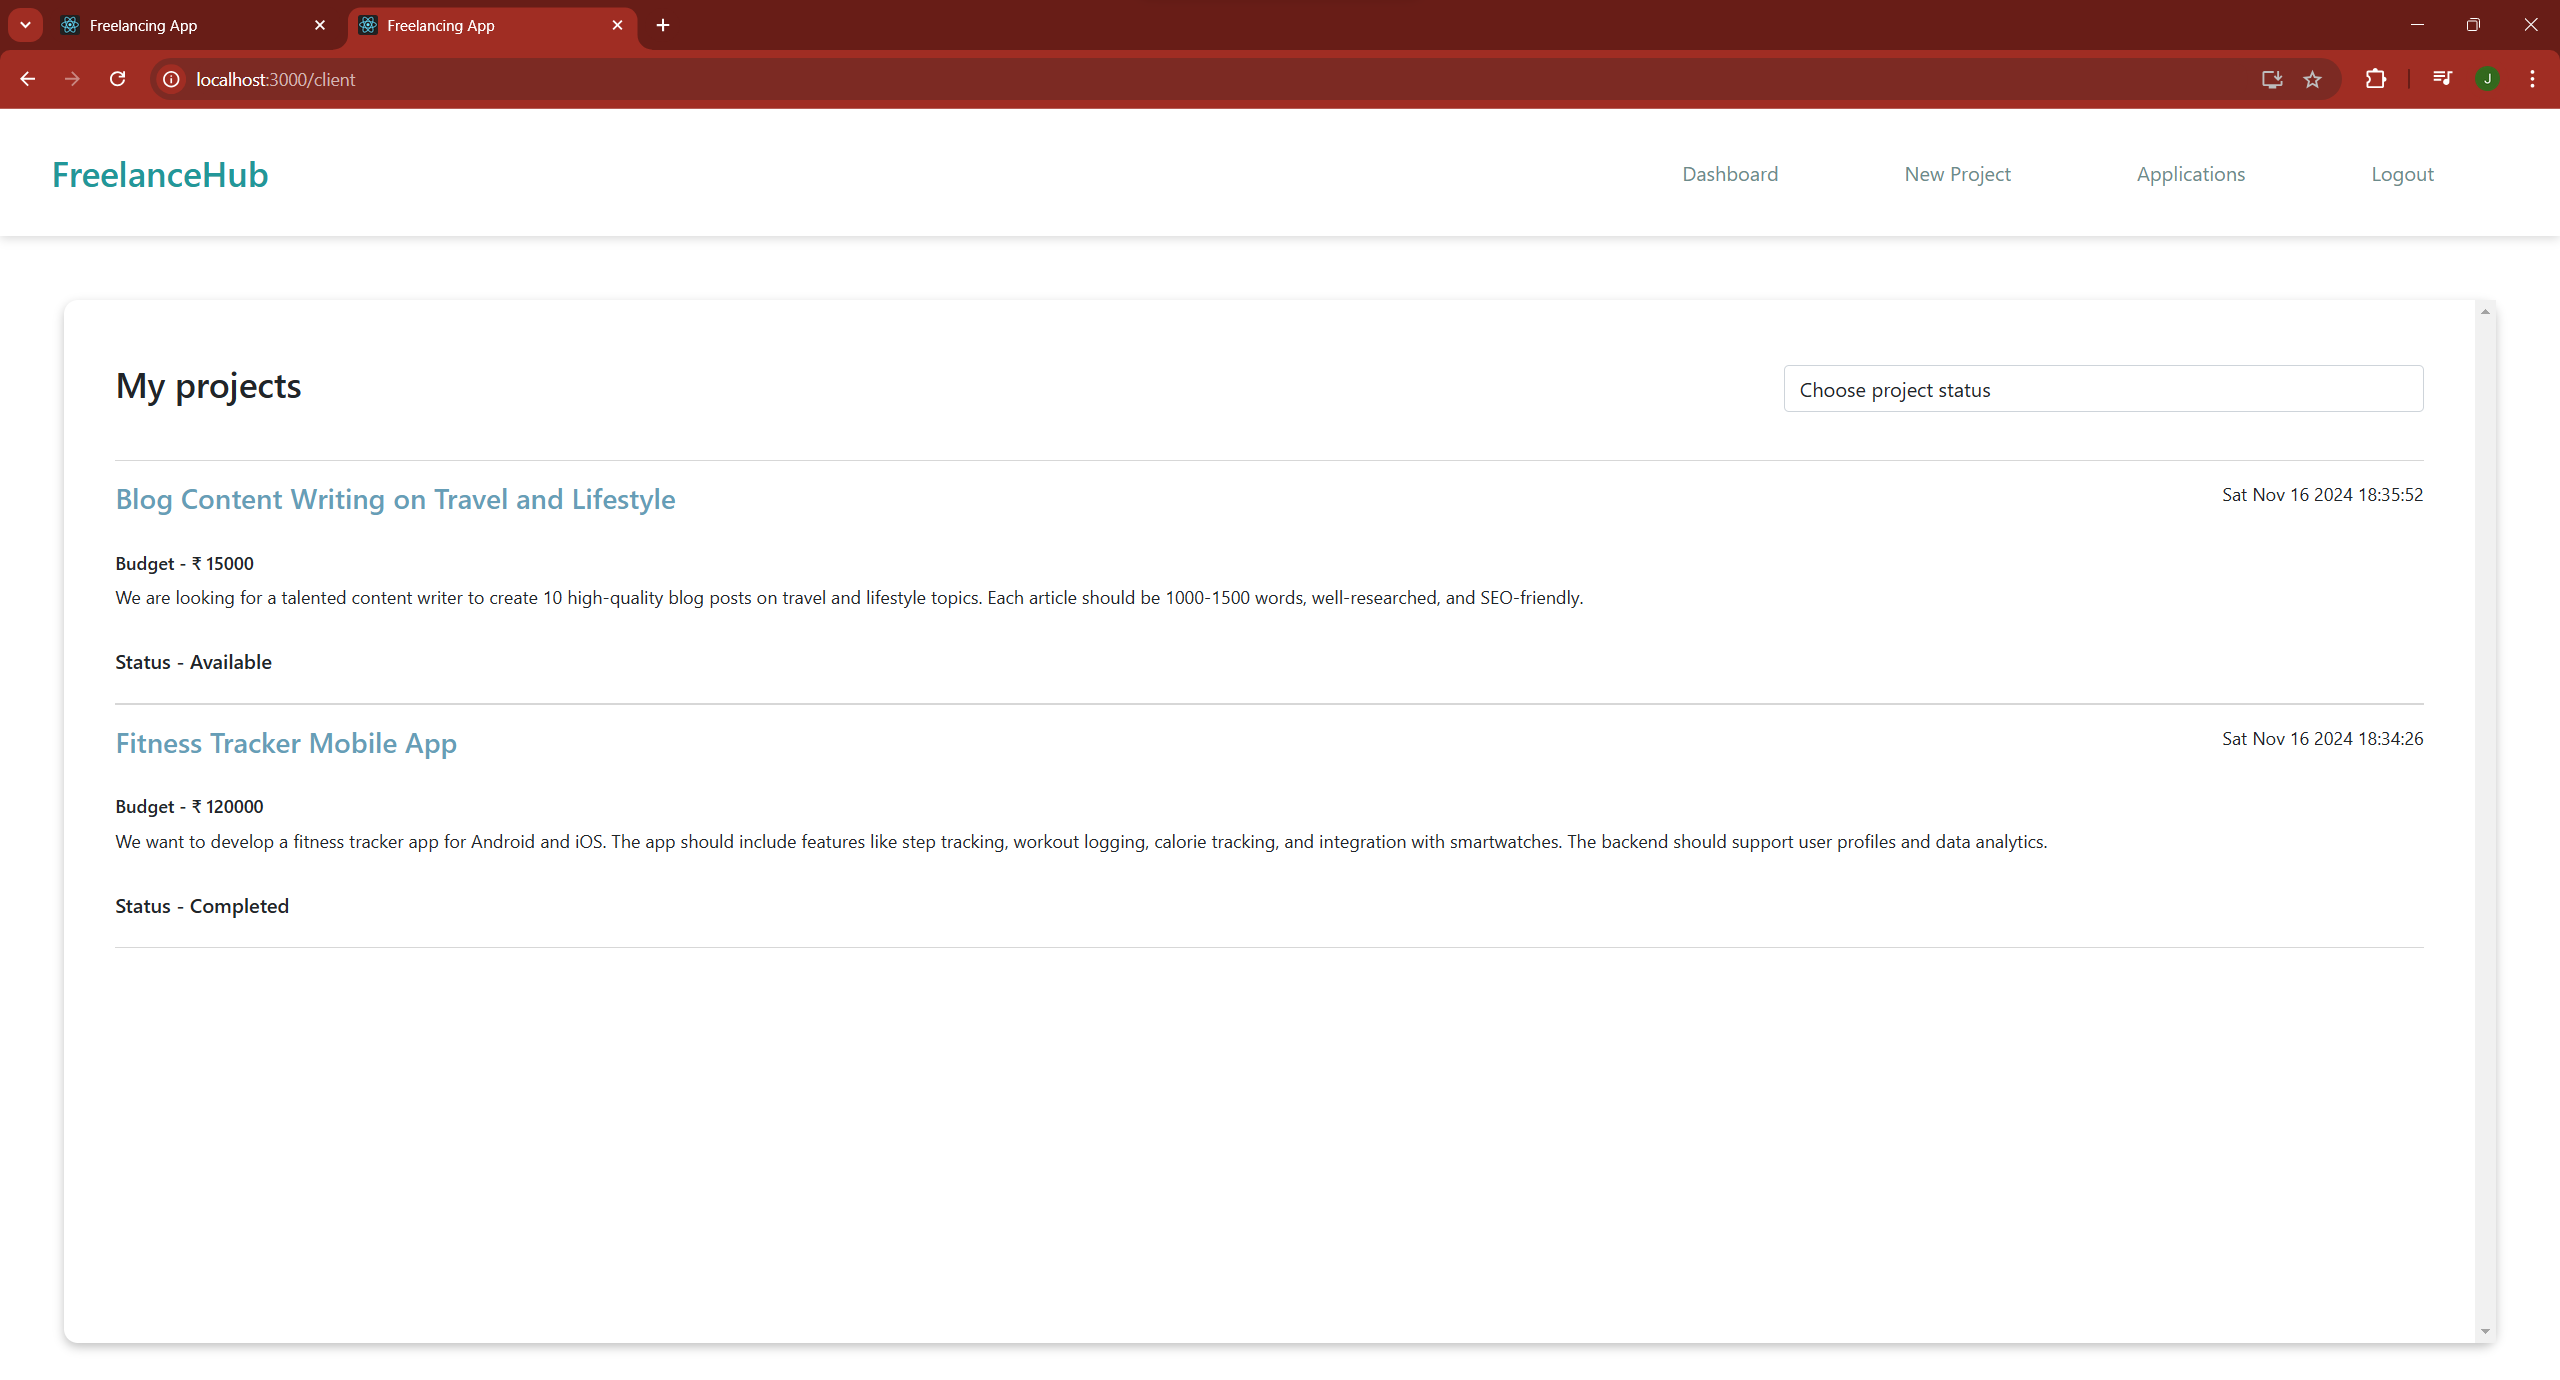 Freelancing App
Freelancing App
localhost:3000/client
J
FreelanceHub
Dashboard
New Project
Applications
Logout
My projects
Choose project status
Blog Content Writing on Travel and Lifestyle
Sat Nov 16 2024 18:35:52
Budget - ₹ 15000
We are looking for a talented content writer to create 10 high-quality blog posts on travel and lifestyle topics. Each article should be 1000-1500 words, well-researched, and SEO-friendly.
Status - Available
Fitness Tracker Mobile App
Sat Nov 16 2024 18:34:26
Budget - ₹ 120000
We want to develop a fitness tracker app for Android and iOS. The app should include features like step tracking, workout logging, calorie tracking, and integration with smartwatches. The backend should support user profiles and data analytics.
Status - Completed